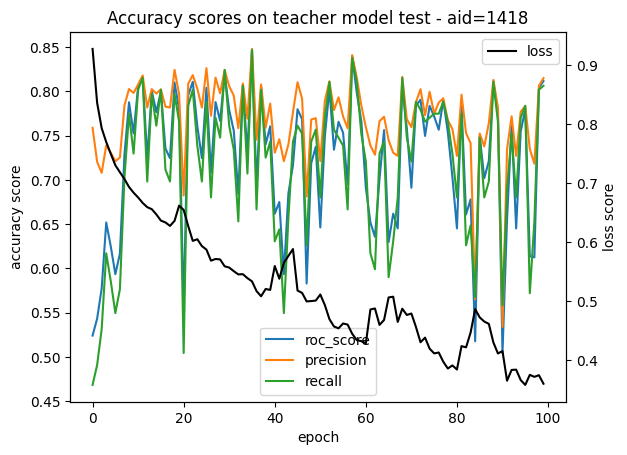 Accuracy scores on teacher model test - aid=1418
loss
0.85
0.80
0.75
0.70
0.65
0.60
0.55
0.50
0.45
accuracy score
0.9
0.8
0.7
0.6
0.5
0.4
loss score
roc_score
precision
recall
0
20
40
60
80
100
epoch